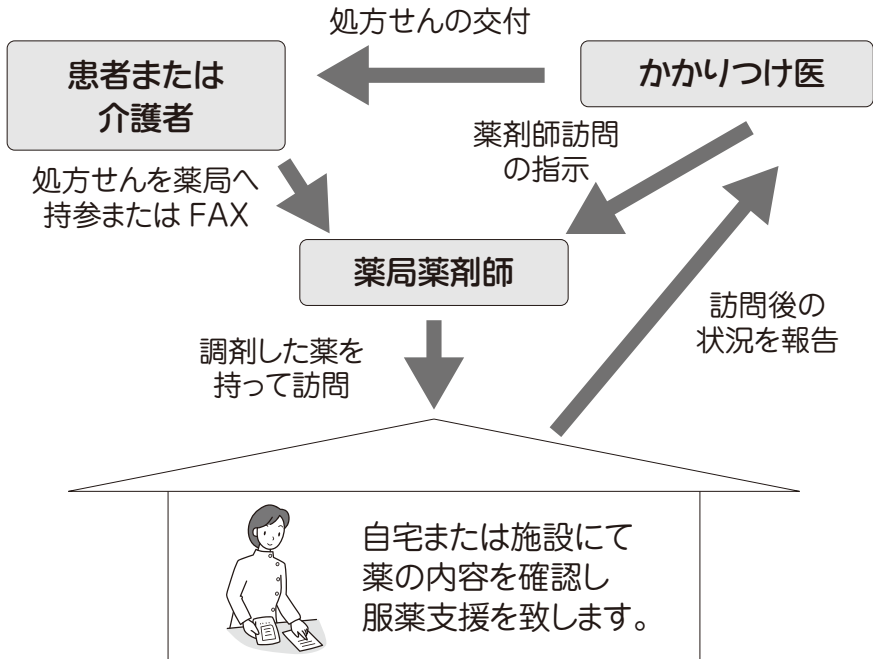 処方せんの交付
患者または
介護者
かかりつけ医
薬剤師訪問
の指示
処方せんを薬局へ
持参または FAX
薬局薬剤師
訪問後の
状況を報告
調剤した薬を
持って訪問
自宅または施設にて
薬の内容を確認し
服薬支援を致します。